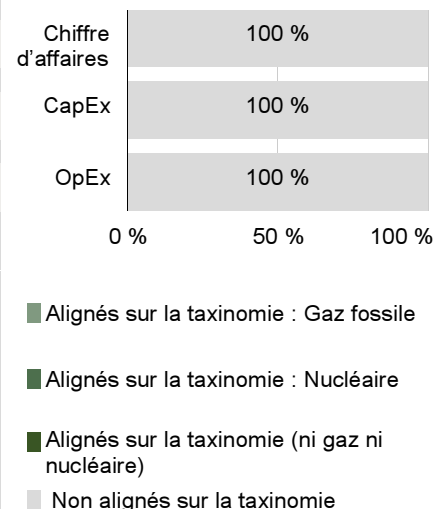 Chiffre
d’affaires
100 %
CapEx
100 %
OpEx
100 %
0 %
50 %
100 %
Alignés sur la taxinomie : Gaz fossile
Alignés sur la taxinomie : Nucléaire
Alignés sur la taxinomie (ni gaz ni
nucléaire)
Non alignés sur la taxinomie